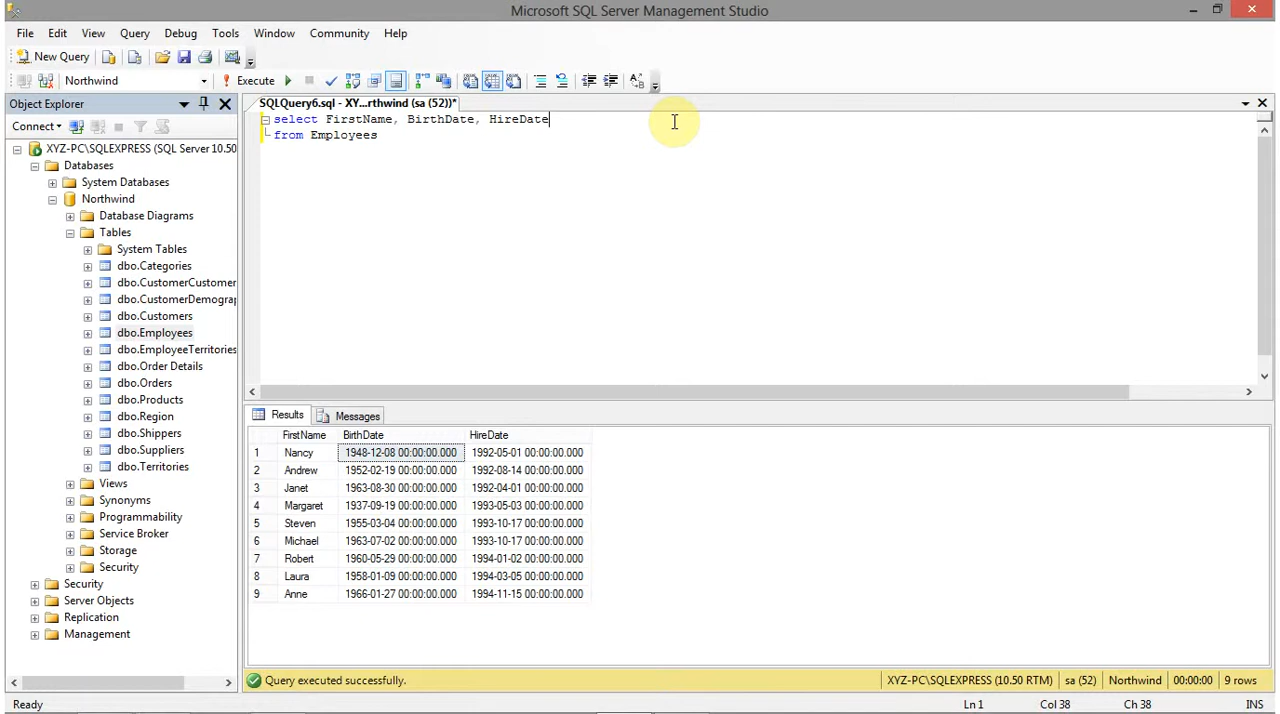 Microsoft SQL Server Management Studio
File Edit View Query Debug Tools Window Community Help
New Query
Northwind Execute
Object Explorer
SQLQuery6.sql - XY...rthwind (sa (52))*
Connect
select FirstName, BirthDate, HireDate
from Employees
XYZ-PC\SQLEXPRESS (SQL Server 10.50
Databases
System Databases
Northwind
Database Diagrams
Tables
System Tables
dbo.Categories
dbo.CustomerCustomer
dbo.CustomerDemograp
dbo.Customers
dbo.Employees
dbo.EmployeeTerritories
dbo.Order Details
dbo.Orders
dbo.Products
dbo.Region
dbo.Shippers
dbo.Suppliers
dbo.Territories
Views
Synonyms
Programmability
Service Broker
Storage
Security
Security
Server Objects
Replication
Management
Results Messages
FirstName BirthDate HireDate
1 Nancy 1948-12-08 00:00:00.000 1992-05-01 00:00:00.000
2 Andrew 1952-02-19 00:00:00.000 1992-08-14 00:00:00.000
3 Janet 1963-08-30 00:00:00.000 1992-04-01 00:00:00.000
4 Margaret 1937-09-19 00:00:00.000 1993-05-03 00:00:00.000
5 Steven 1955-03-04 00:00:00.000 1993-10-17 00:00:00.000
6 Michael 1963-07-02 00:00:00.000 1993-10-17 00:00:00.000
7 Robert 1960-05-29 00:00:00.000 1994-01-02 00:00:00.000
8 Laura 1958-01-09 00:00:00.000 1994-03-05 00:00:00.000
9 Anne 1966-01-27 00:00:00.000 1994-11-15 00:00:00.000
Query executed successfully. XYZ-PC\SQLEXPRESS (10.50 RTM) sa (52) Northwind 00:00:00 9 rows
Ready Ln 1 Col 38 Ch 38 INS